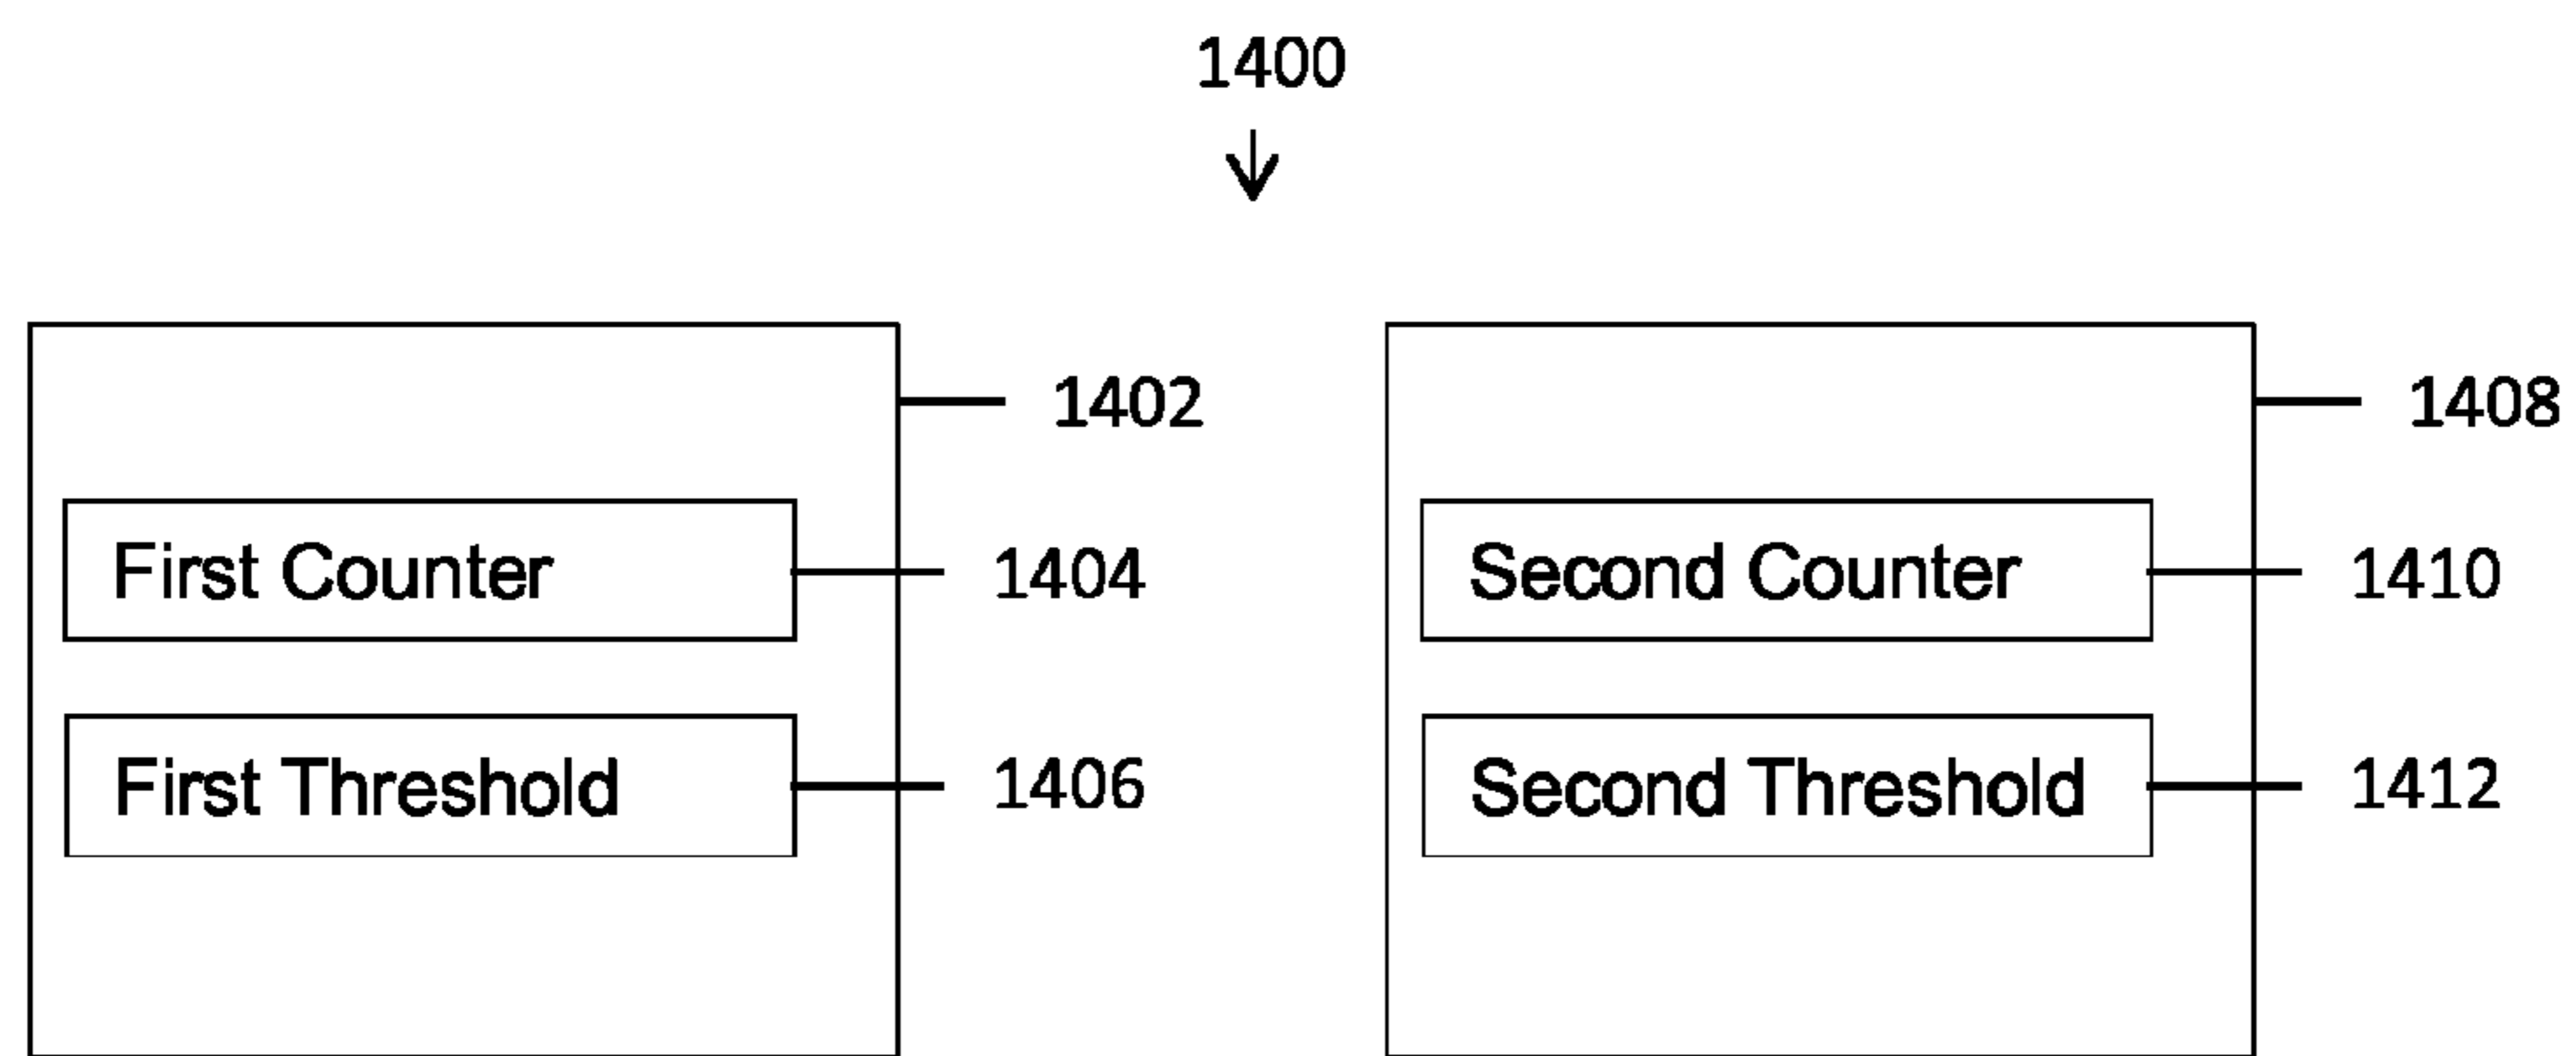 1400
1402
1408
First Counter
1404
Second Counter
1410
First Threshold
1406
Second Threshold
1412